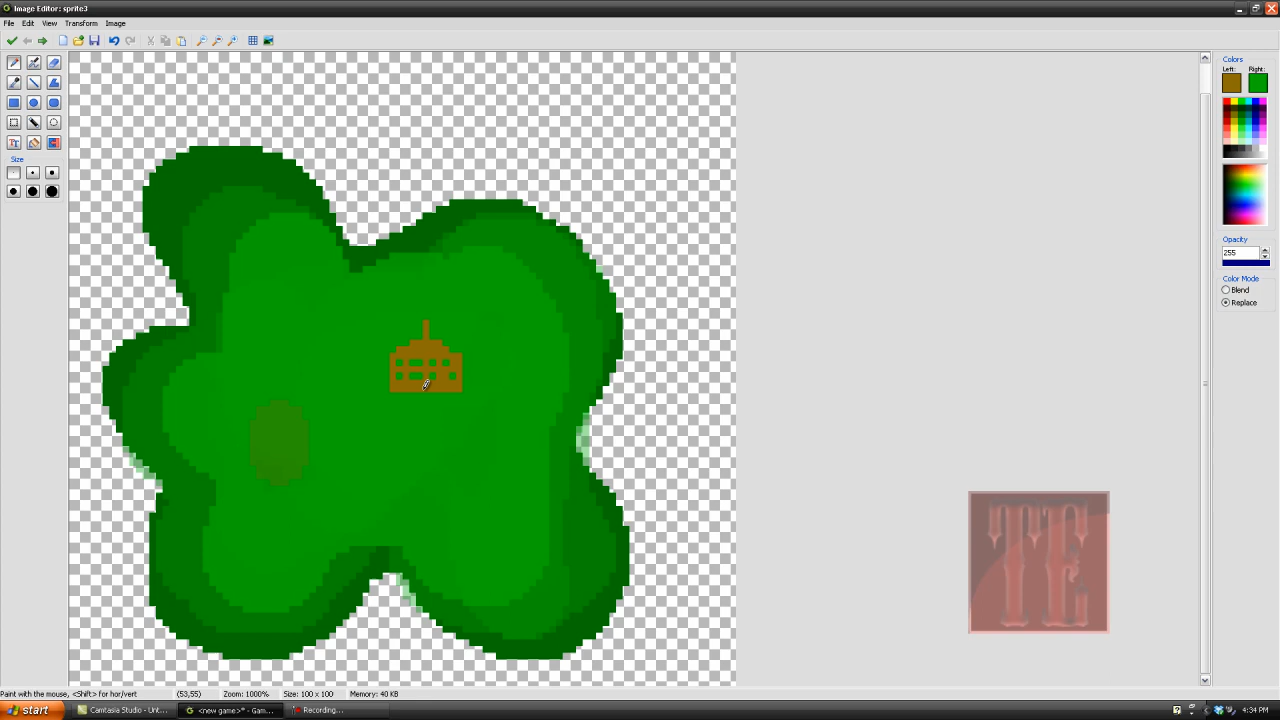 Image Editor: sprite3
File Edit View Transform Image
Colors
Left: Right:
Size
Opacity
255
Color Mode
Blend
Replace
TTE
Paint with the mouse, <Shift> for hor/vert (53,55) Zoom: 1000% Size: 100 x 100 Memory: 40 KB
start Camtasia Studio - Unt... <new game>* - Gam... Recording... 4:34 PM